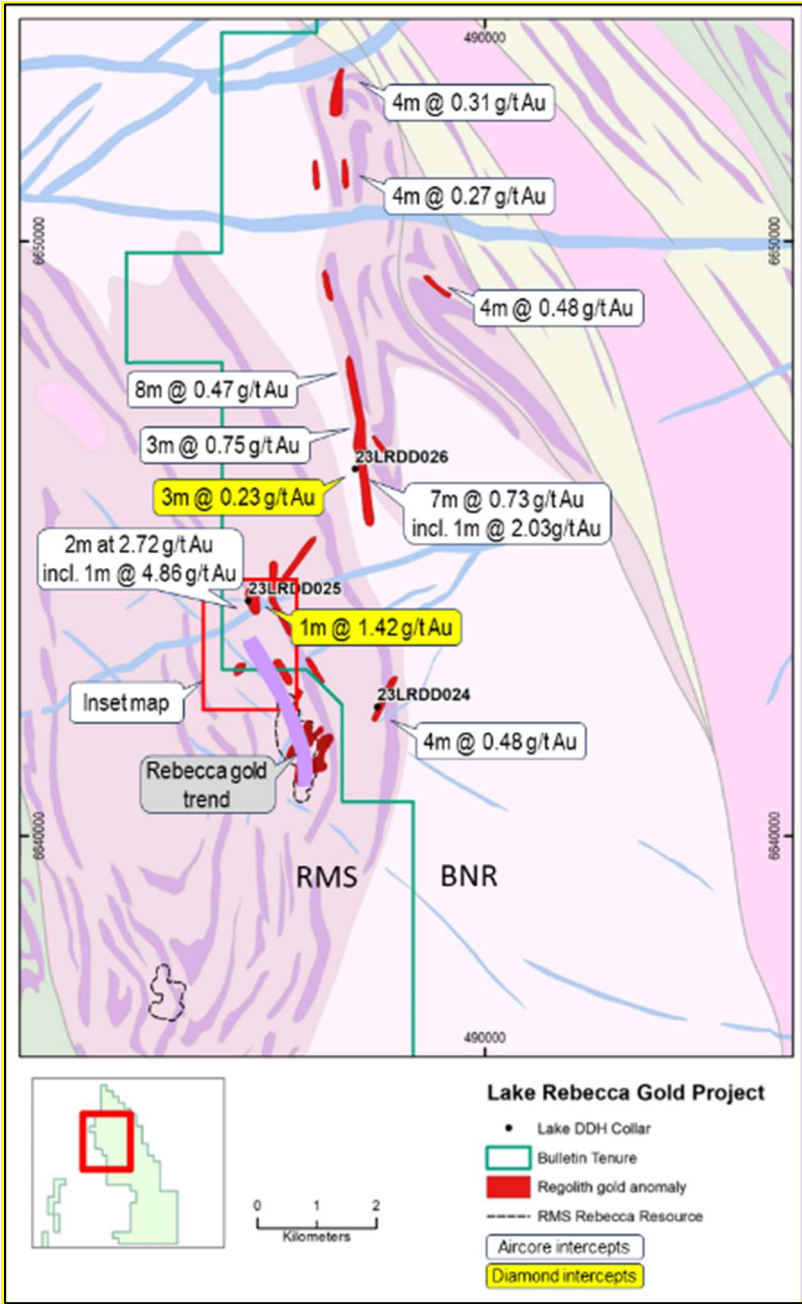 490000
4m @ 0.31 g/t Au
4m @ 0.27 g/t Au
6650000
6650000
4m @ 0.48 g/t Au
8m @ 0.47 g/t Au
3m @ 0.75 g/t Au
23LRDD026
3m @ 0.23 g/t Au
7m @ 0.73 g/t Au
incl. 1m @ 2.03g/t Au
2m at 2.72 g/t Au
incl. 1m @ 4.86 g/t Au
23LRDD025
1m @ 1.42 g/t Au
Inset map
23LRDD024
4m @ 0.48 g/t Au
Rebecca gold
trend
6640000
6640000
RMS
BNR
490000
Lake Rebecca Gold Project
Lake DDH Collar
Bulletin Tenure
Regolith gold anomaly
RMS Rebecca Resource
Aircore intercepts
Diamond intercepts
0 1 2
Kilometers